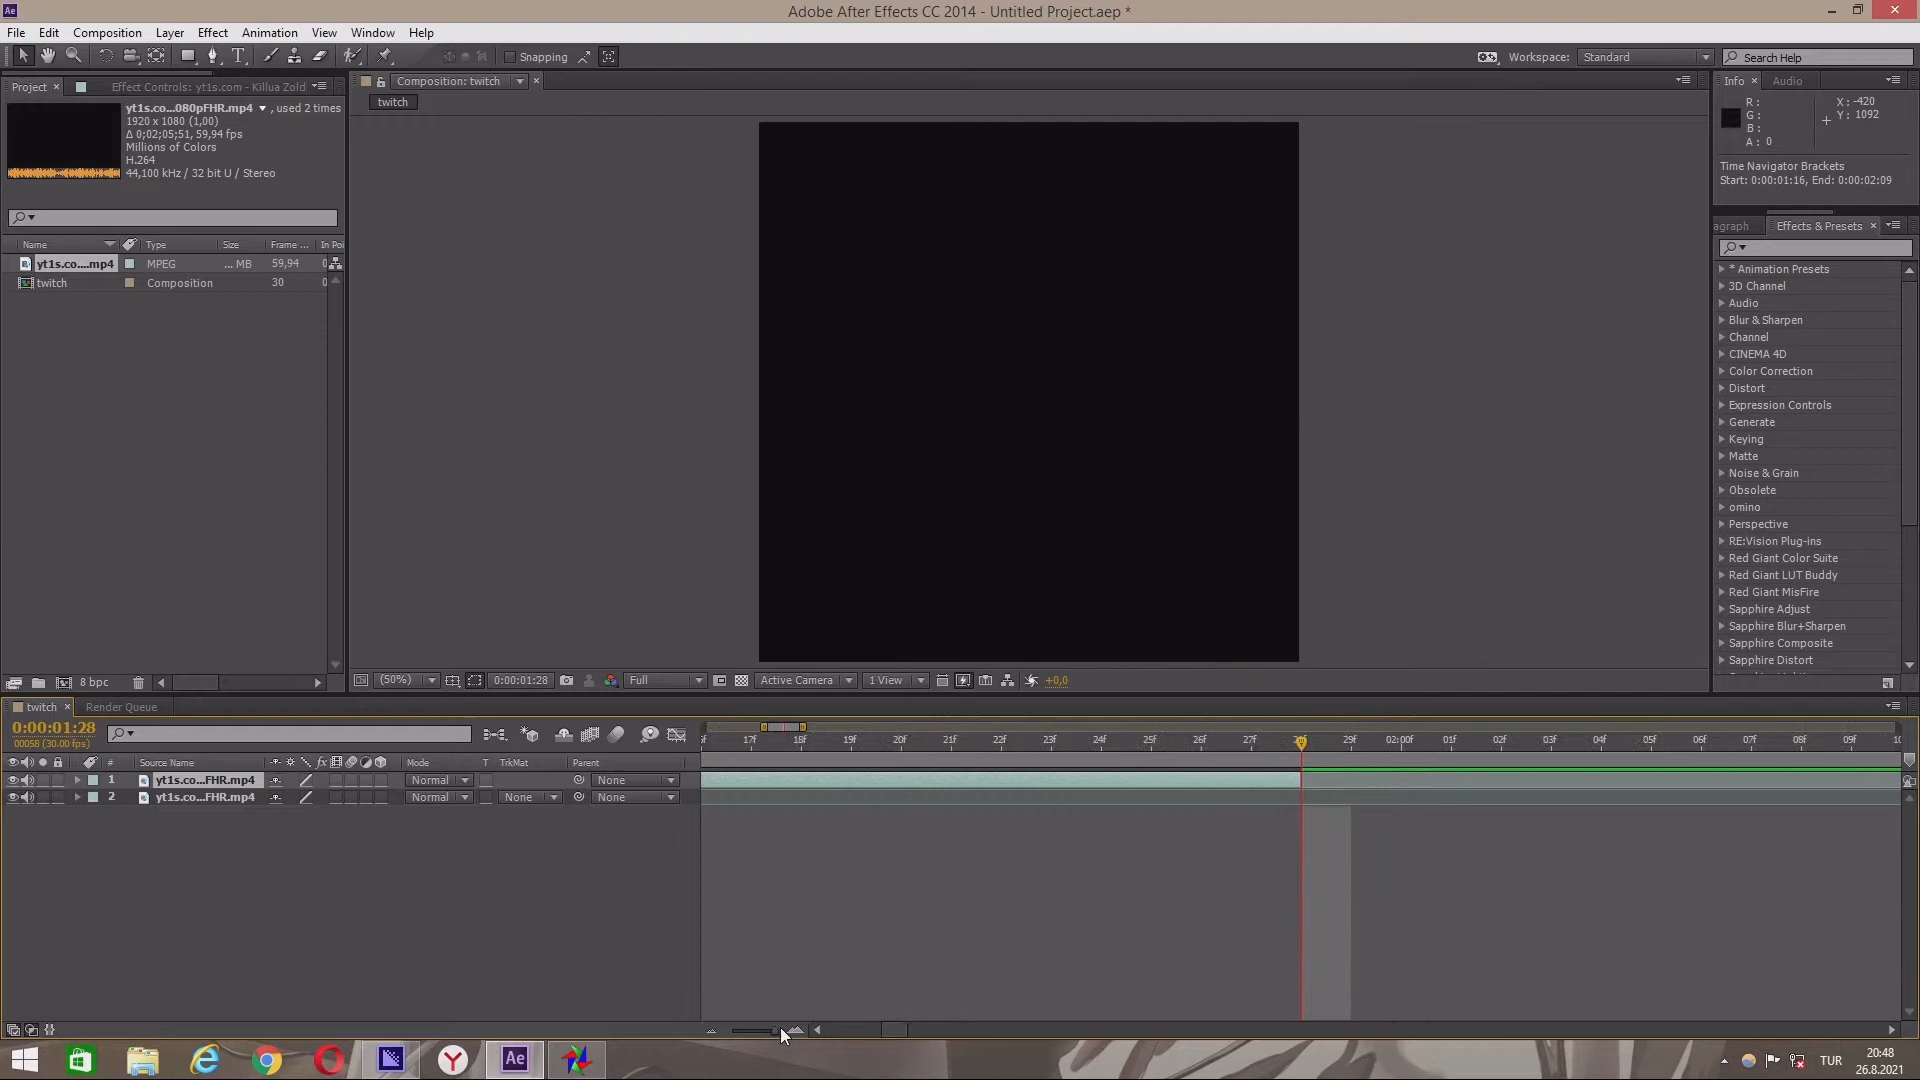 Ae
Adobe After Effects CC 2014 - Untitled Project.aep *
File Edit Composition Layer Effect Animation View Window Help
Snapping
Workspace: Standard
Search Help
Project
Effect Controls: yt1s.com - Killua Zold
Composition: twitch
Info Audio
twitch
yt1s.co...080pFHR.mp4 , used 2 times
1920 x 1080 (1,00)
Δ 0;02;05;51, 59,94 fps
Millions of Colors
H.264
44,100 kHz / 32 bit U / Stereo
R :
G :
B :
A : 0
X : -420
Y : 1092
Time Navigator Brackets
Start: 0:00:01:16, End: 0:00:02:09
Name Type Size Frame ... In Poi
yt1s.co....mp4 MPEG ... MB 59,94
twitch Composition 30
agraph Effects & Presets
* Animation Presets
3D Channel
Audio
Blur & Sharpen
Channel
CINEMA 4D
Color Correction
Distort
Expression Controls
Generate
Keying
Matte
Noise & Grain
Obsolete
omino
Perspective
RE:Vision Plug-ins
Red Giant Color Suite
Red Giant LUT Buddy
Red Giant MisFire
Sapphire Adjust
Sapphire Blur+Sharpen
Sapphire Composite
Sapphire Distort
8 bpc
(50%) 0:00:01:28 Full Active Camera 1 View +0,0
twitch Render Queue
0:00:01:28
00058 (30.00 fps)
17f 18f 19f 20f 21f 22f 23f 24f 25f 26f 27f 29f 02:00f 01f 02f 03f 04f 05f 06f 07f 08f 09f 10
# Source Name fx Mode T TrkMat Parent
1 yt1s.co...FHR.mp4 Normal None
2 yt1s.co...FHR.mp4 Normal None None
Ae
TUR
20:48
26.8.2021